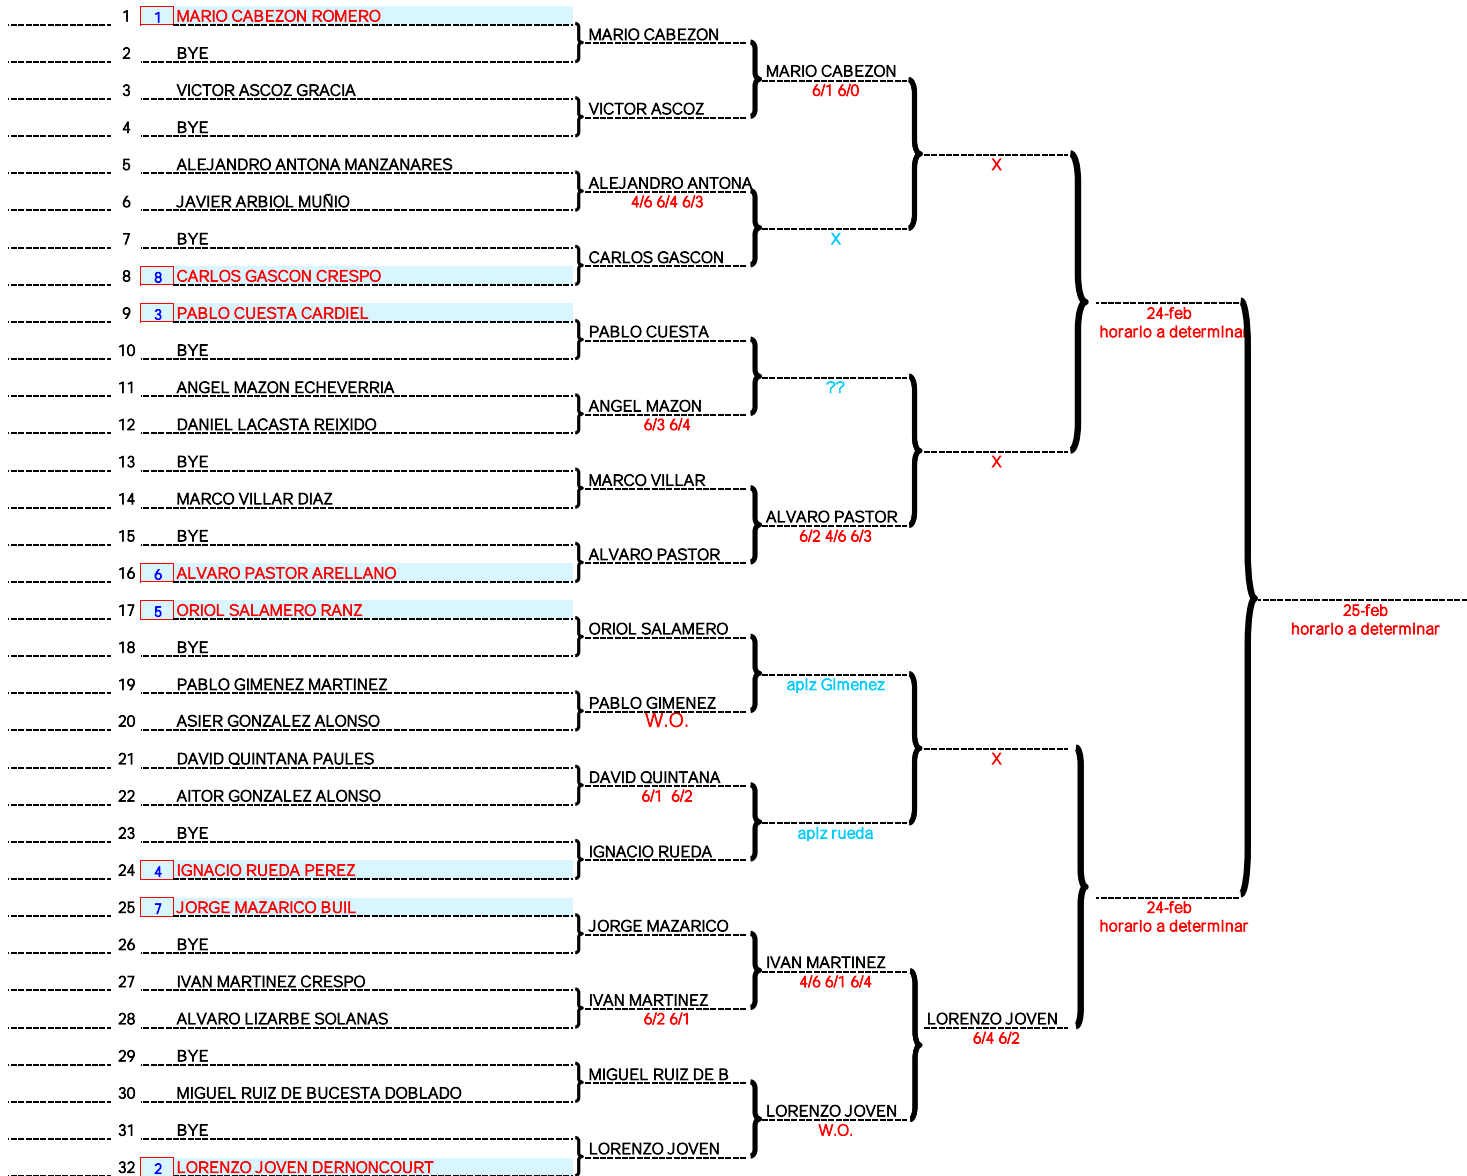 1 1 MARIO CABEZON ROMERO
MARIO CABEZON
2 BYE
MARIO CABEZON
6/1 6/0
3 VICTOR ASCOZ GRACIA
VICTOR ASCOZ
4 BYE
X
5 ALEJANDRO ANTONA MANZANARES
ALEJANDRO ANTONA
4/6 6/4 6/3
6 JAVIER ARBIOL MUÑIO
X
7 BYE
CARLOS GASCON
8 8 CARLOS GASCON CRESPO
24-feb
horario a determinar
9 3 PABLO CUESTA CARDIEL
PABLO CUESTA
10 BYE
??
11 ANGEL MAZON ECHEVERRIA
ANGEL MAZON
6/3 6/4
12 DANIEL LACASTA REIXIDO
X
13 BYE
MARCO VILLAR
14 MARCO VILLAR DIAZ
ALVARO PASTOR
6/2 4/6 6/3
15 BYE
ALVARO PASTOR
16 6 ALVARO PASTOR ARELLANO
25-feb
horario a determinar
17 5 ORIOL SALAMERO RANZ
ORIOL SALAMERO
18 BYE
aplz Gimenez
19 PABLO GIMENEZ MARTINEZ
PABLO GIMENEZ
W.O.
20 ASIER GONZALEZ ALONSO
X
21 DAVID QUINTANA PAULES
DAVID QUINTANA
6/1 6/2
22 AITOR GONZALEZ ALONSO
aplz rueda
23 BYE
IGNACIO RUEDA
24 4 IGNACIO RUEDA PEREZ
24-feb
horario a determinar
25 7 JORGE MAZARICO BUIL
JORGE MAZARICO
26 BYE
IVAN MARTINEZ
4/6 6/1 6/4
27 IVAN MARTINEZ CRESPO
IVAN MARTINEZ
6/2 6/1
28 ALVARO LIZARBE SOLANAS
LORENZO JOVEN
6/4 6/2
29 BYE
MIGUEL RUIZ DE B
30 MIGUEL RUIZ DE BUCESTA DOBLADO
LORENZO JOVEN
W.O.
31 BYE
LORENZO JOVEN
32 2 LORENZO JOVEN DERNONCOURT